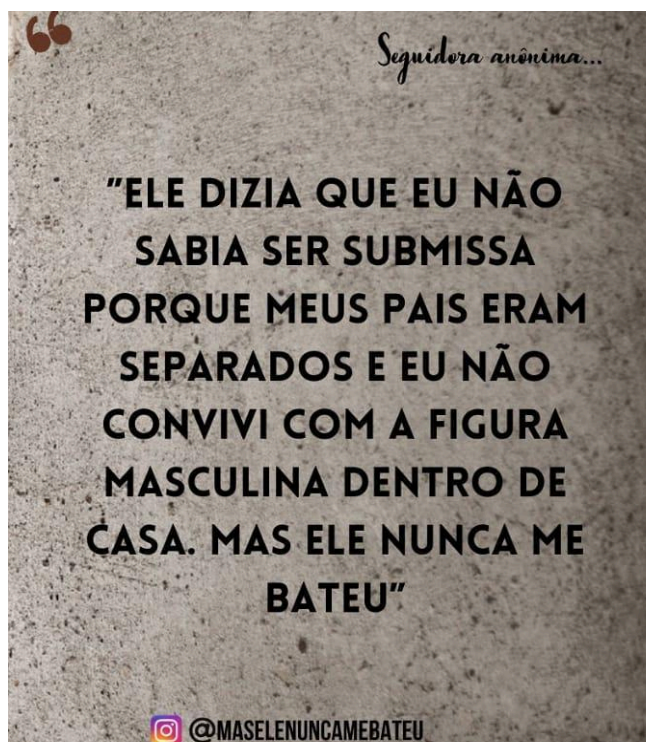 Seguidora anônima...
"ELE DIZIA QUE EU NÃO
SABIA SER SUBMISSA
PORQUE MEUS PAIS ERAM
SEPARADOS E EU NÃO
CONVIVI COM A FIGURA
MASCULINA DENTRO DE
CASA. MAS ELE NUNCA ME
BATEU"
@MASELENUNCAMEBATEU